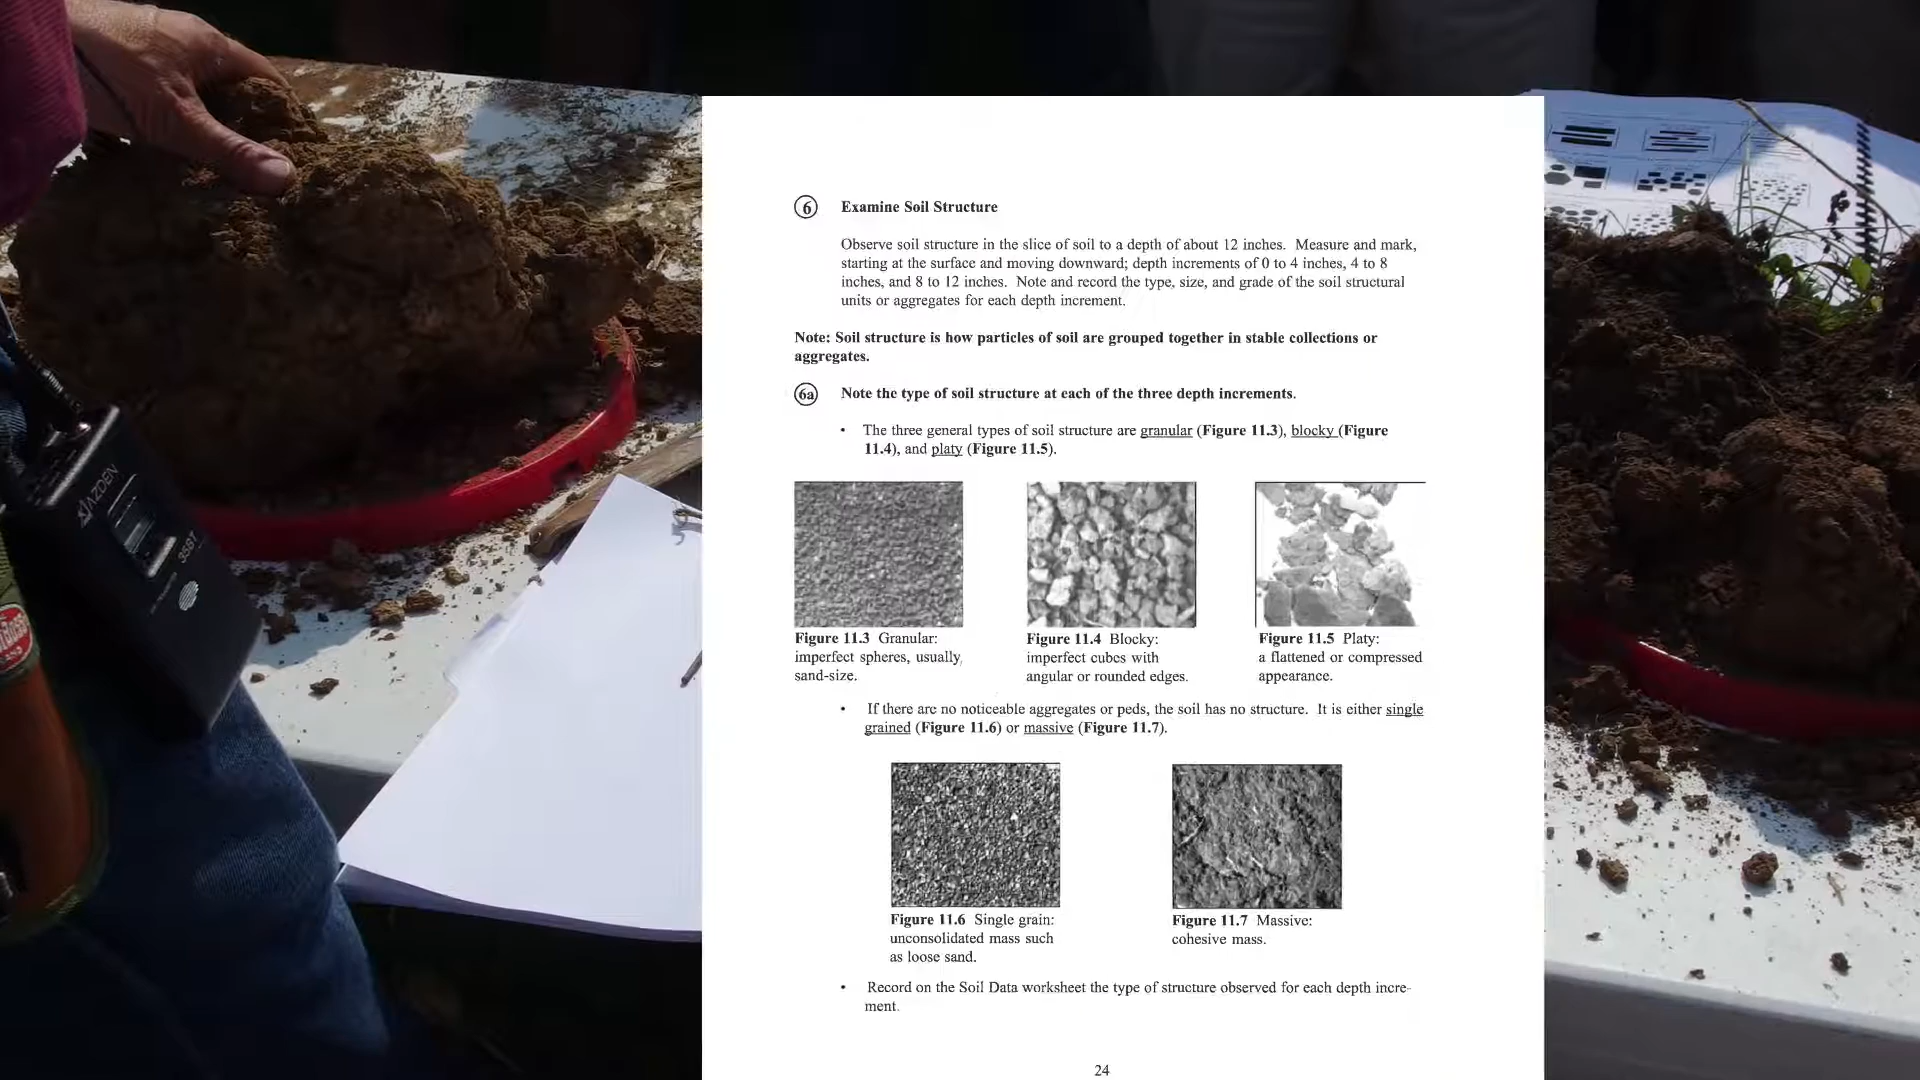 6 Examine Soil Structure
Observe soil structure in the slice of soil to a depth of about 12 inches. Measure and mark,
starting at the surface and moving downward; depth increments of 0 to 4 inches, 4 to 8
inches, and 8 to 12 inches. Note and record the type, size, and grade of the soil structural
units or aggregates for each depth increment.
Note: Soil structure is how particles of soil are grouped together in stable collections or
aggregates.
6a Note the type of soil structure at each of the three depth increments.
• The three general types of soil structure are granular (Figure 11.3), blocky (Figure
11.4), and platy (Figure 11.5).
Figure 11.3 Granular:
imperfect spheres, usually
sand-size.
Figure 11.4 Blocky:
imperfect cubes with
angular or rounded edges.
Figure 11.5 Platy:
a flattened or compressed
appearance.
• If there are no noticeable aggregates or peds, the soil has no structure. It is either single
grained (Figure 11.6) or massive (Figure 11.7).
Figure 11.6 Single grain:
unconsolidated mass such
as loose sand.
Figure 11.7 Massive:
cohesive mass.
• Record on the Soil Data worksheet the type of structure observed for each depth incre-
ment.
24
AZDEN